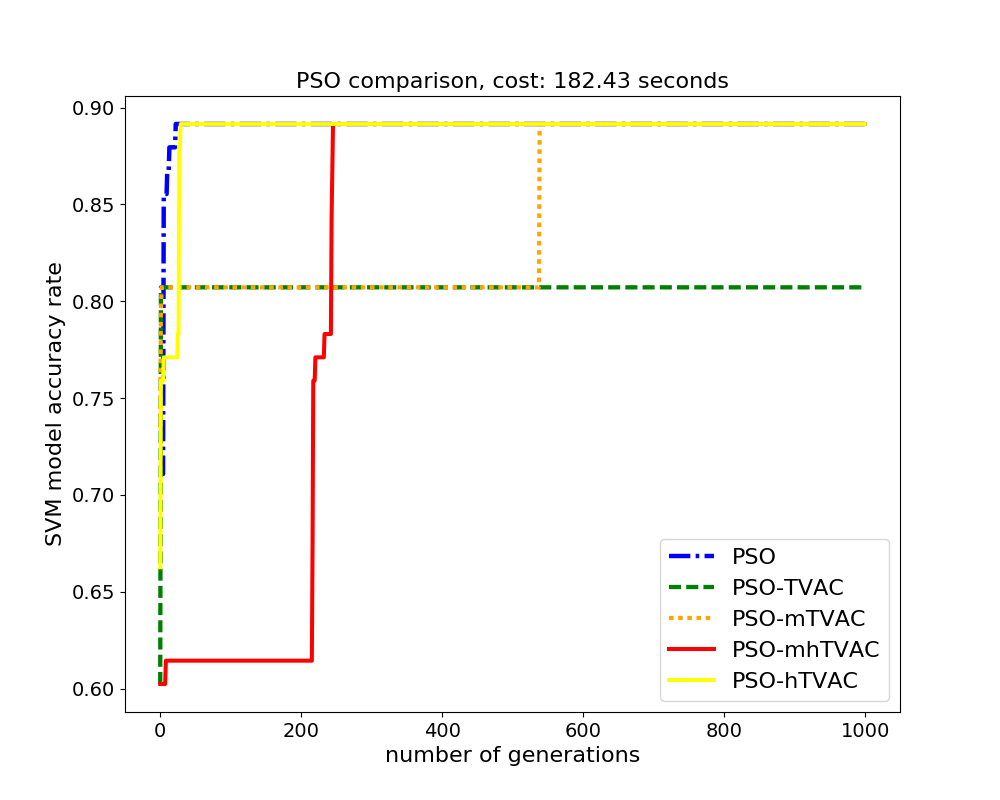 PSO comparison, cost: 182.43 seconds
SVM model accuracy rate
0.90
0.85
0.80
0.75
0.70
0.65
0.60
PSO
PSO-TVAC
PSO-mTVAC
PSO-mhTVAC
PSO-hTVAC
0 200 400 600 800 1000
number of generations